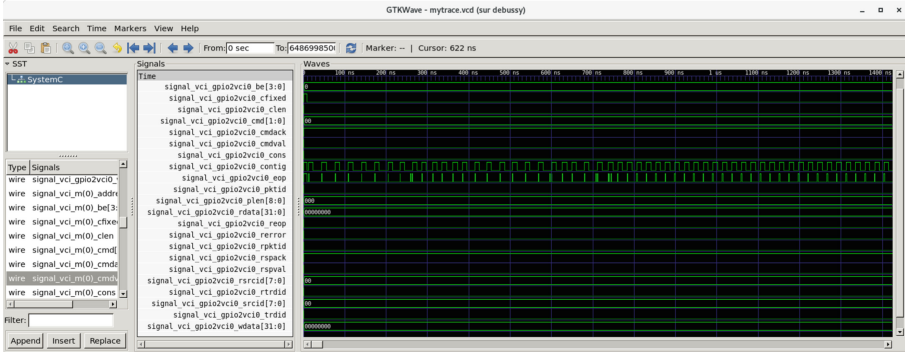 GTKWave - mytrace.vcd (sur debussy)
File Edit Search Time Markers View Help
From: 0 sec To: 6486998500 Marker: -- | Cursor: 622 ns
SST
SystemC
Type Signals
wire signal_vci_gpio2vci0_
wire signal_vci_m(0)_addre
wire signal_vci_m(0)_be[3:
wire signal_vci_m(0)_cfixe
wire signal_vci_m(0)_clen
wire signal_vci_m(0)_cmd[
wire signal_vci_m(0)_cmda
wire signal_vci_m(0)_cmdv
wire signal_vci_m(0)_cons
Filter:
Append Insert Replace
Signals
Time
signal_vci_gpio2vci0_be[3:0]
signal_vci_gpio2vci0_cfixed
signal_vci_gpio2vci0_clen
signal_vci_gpio2vci0_cmd[1:0]
signal_vci_gpio2vci0_cmdack
signal_vci_gpio2vci0_cmdval
signal_vci_gpio2vci0_cons
signal_vci_gpio2vci0_contig
signal_vci_gpio2vci0_eop
signal_vci_gpio2vci0_pktid
signal_vci_gpio2vci0_plen[8:0]
signal_vci_gpio2vci0_rdata[31:0]
signal_vci_gpio2vci0_reop
signal_vci_gpio2vci0_rerror
signal_vci_gpio2vci0_rpktid
signal_vci_gpio2vci0_rspack
signal_vci_gpio2vci0_rspval
signal_vci_gpio2vci0_rsrcid[7:0]
signal_vci_gpio2vci0_rtrdid
signal_vci_gpio2vci0_srcid[7:0]
signal_vci_gpio2vci0_trdid
signal_vci_gpio2vci0_wdata[31:0]
Waves
100 ns 200 ns 300 ns 400 ns 500 ns 600 ns 700 ns 800 ns 900 ns 1 us 1100 ns 1200 ns 1300 ns 1400 ns
0
00
000
00000000
00
00
00000000